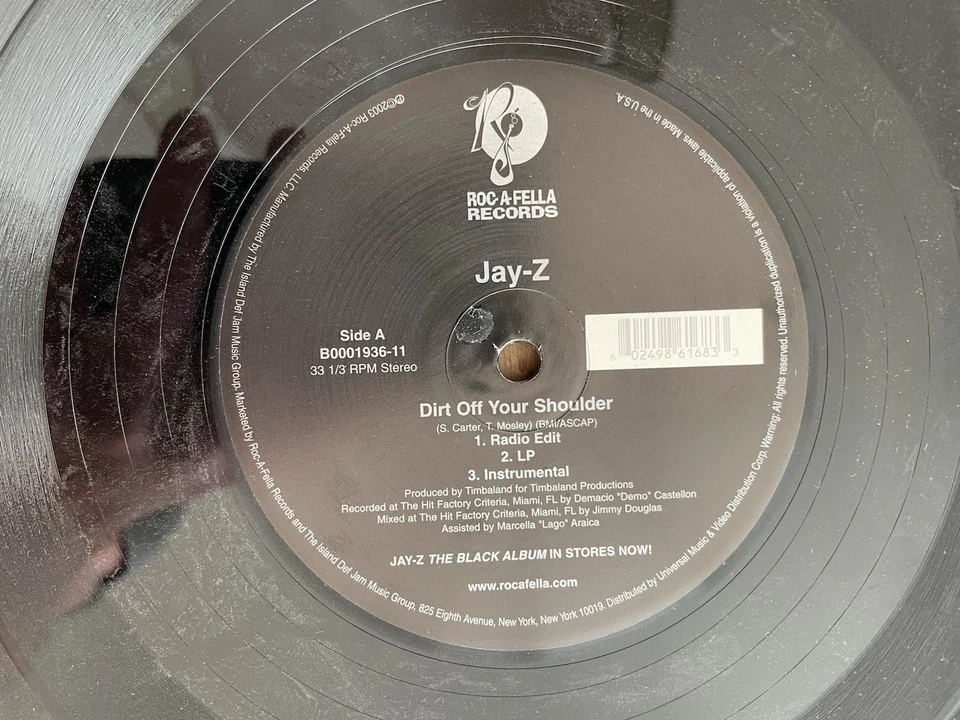 ROC-A-FELLA
RECORDS
Jay-Z
Side A
B0001936-11
33 1/3 RPM Stereo
6 02498 61683 3
Dirt Off Your Shoulder
(S. Carter, T. Mosley) (BMI/ASCAP)
1. Radio Edit
2. LP
3. Instrumental
Produced by Timbaland for Timbaland Productions
Recorded at The Hit Factory Criteria, Miami, FL by Demacio "Demo" Castellon
Mixed at The Hit Factory Criteria, Miami, FL by Jimmy Douglas
Assisted by Marcella "Lago" Araica
JAY-Z THE BLACK ALBUM IN STORES NOW!
www.rocafella.com
℗©2003 Roc-A-Fella Records, LLC. Manufactured by The Island Def Jam Music Group. Marketed by Roc-A-Fella Records and The Island Def Jam Music Group, 825 Eighth Avenue, New York, New York 10019. Distributed by Universal Music & Video Distribution Corp. Warning: All rights reserved. Unauthorized duplication is a violation of applicable laws. Made in the U.S.A.